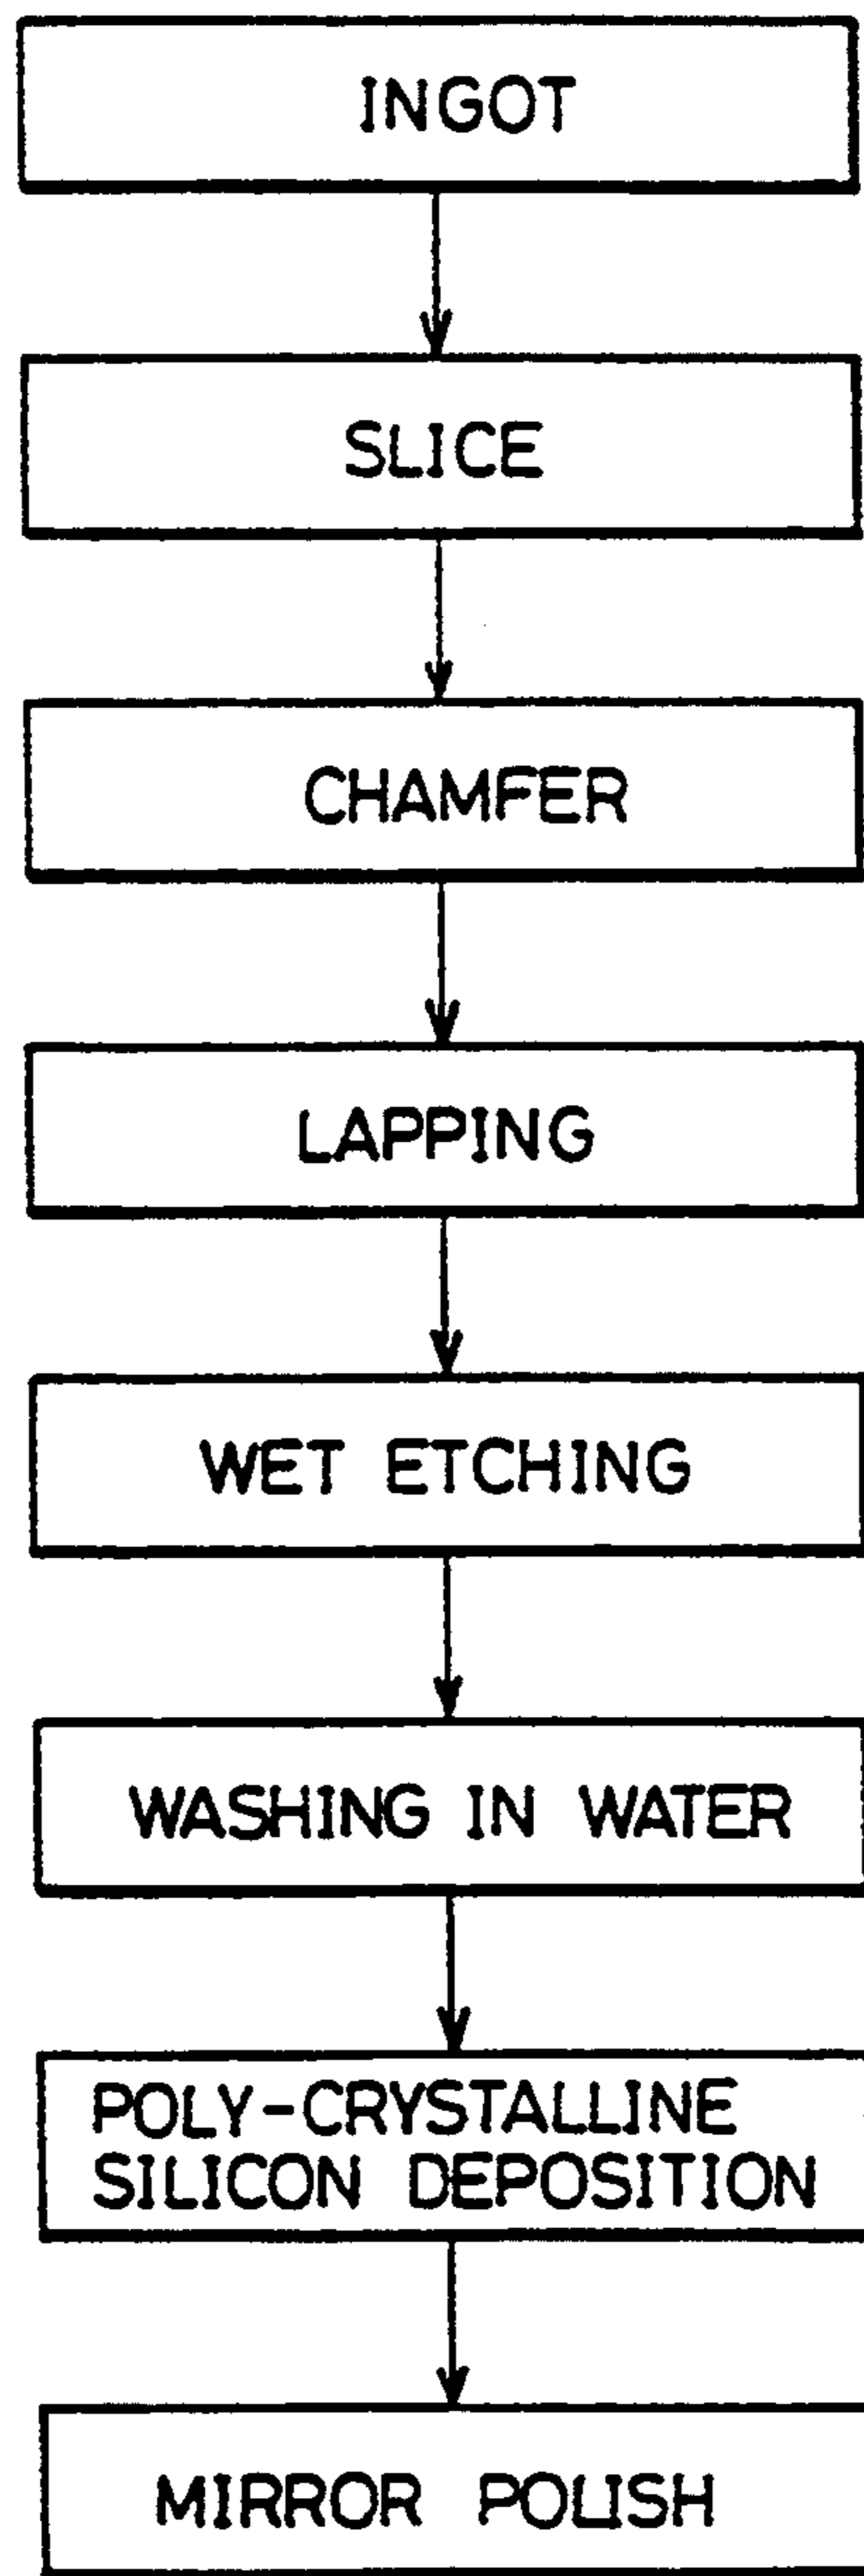 INGOT
SLICE
CHAMFER
LAPPING
WET ETCHING
WASHING IN WATER
POLY-CRYSTALLINE
SILICON DEPOSITION
MIRROR POLISH